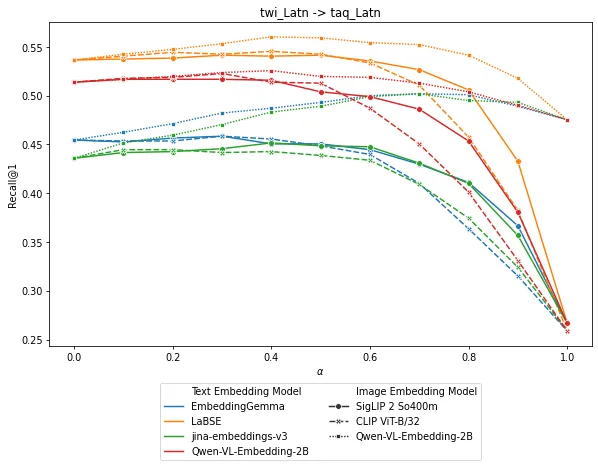 twi_Latn -> taq_Latn
Recall@1
0.55
0.50
0.45
0.40
0.35
0.30
0.25
0.0 0.2 0.4 0.6 0.8 1.0
α
Text Embedding Model
EmbeddingGemma
LaBSE
jina-embeddings-v3
Qwen-VL-Embedding-2B
Image Embedding Model
SigLIP 2 So400m
CLIP ViT-B/32
Qwen-VL-Embedding-2B